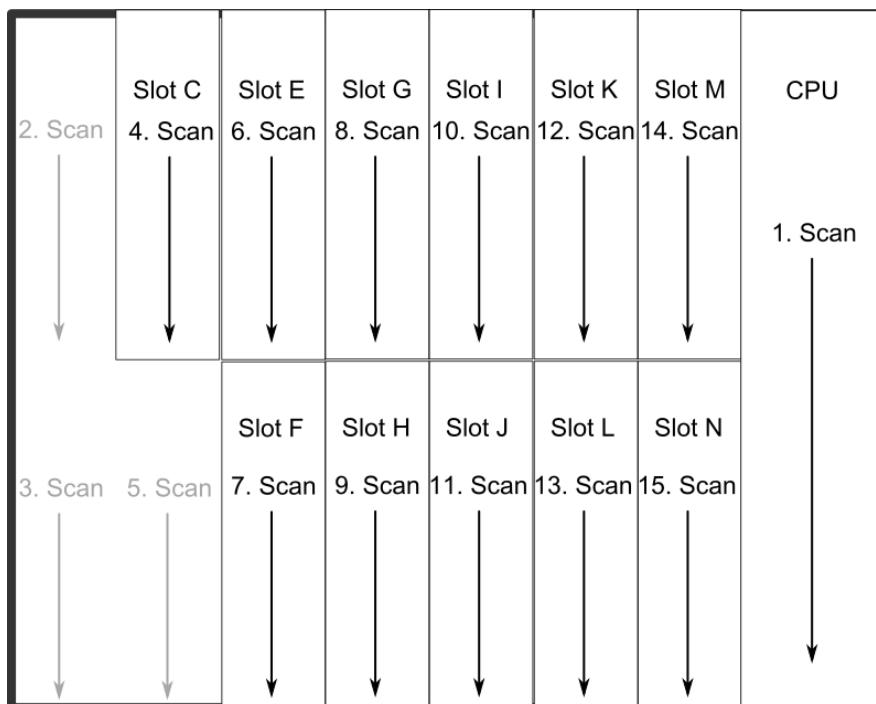 Slot C Slot E Slot G Slot I Slot K Slot M CPU
2. Scan 4. Scan 6. Scan 8. Scan 10. Scan 12. Scan 14. Scan
1. Scan
Slot F Slot H Slot J Slot L Slot N
3. Scan 5. Scan 7. Scan 9. Scan 11. Scan 13. Scan 15. Scan